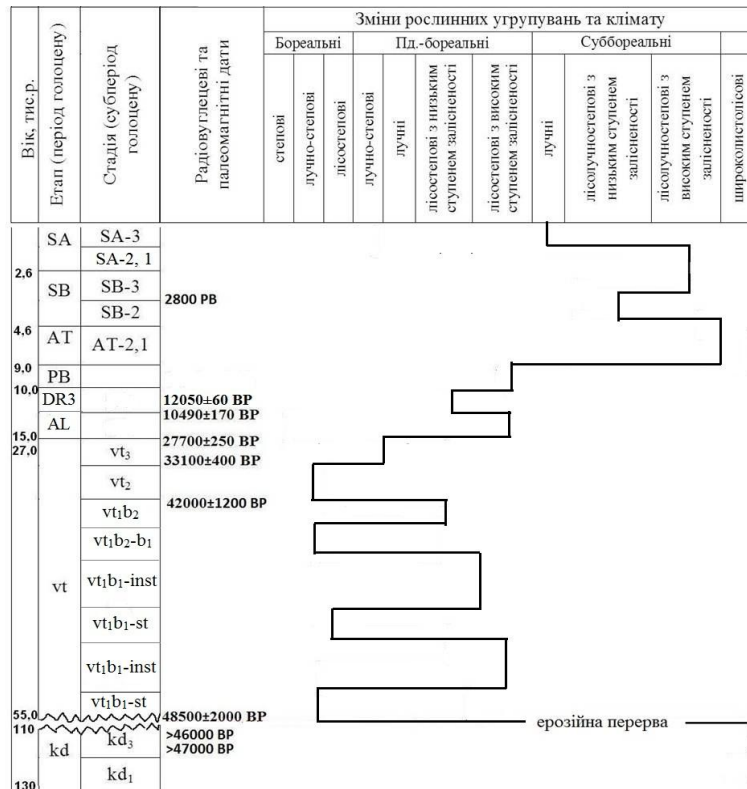 Вік, тис.р.
Етап (період голоцену)
Стадія (субперіод
голоцену)
Радіовуглецеві та
палеомагнітні дати
Зміни рослинних угрупувань та клімату
Бореальні
Пд.-бореальні
Суббореальні
степові
лучно-степові
лісостепові
лучно-степові
лучні
лісостепові з низьким
ступенем залісненості
лісостепові з високим
ступенем залісненості
лучні
лісолучностепові з
низьким ступенем
залісненості
лісолучностепові з
високим ступенем
залісненості
широколистолісові
SA
SA-3
SA-2, 1
2,6
SB
SB-3
2800 PB
SB-2
4,6
AT
AT-2,1
9,0
PB
10,0
DR3
12050±60 BP
10490±170 BP
AL
15,0
27700±250 BP
27,0
vt₃
33100±400 BP
vt₂
42000±1200 BP
vt₁b₂
vt₁b₂-b₁
vt
vt₁b₁-inst
vt₁b₁-st
vt₁b₁-inst
vt₁b₁-st
55,0
48500±2000 BP
ерозійна перерва
110
kd
kd₃
>46000 BP
>47000 BP
kd₁
130